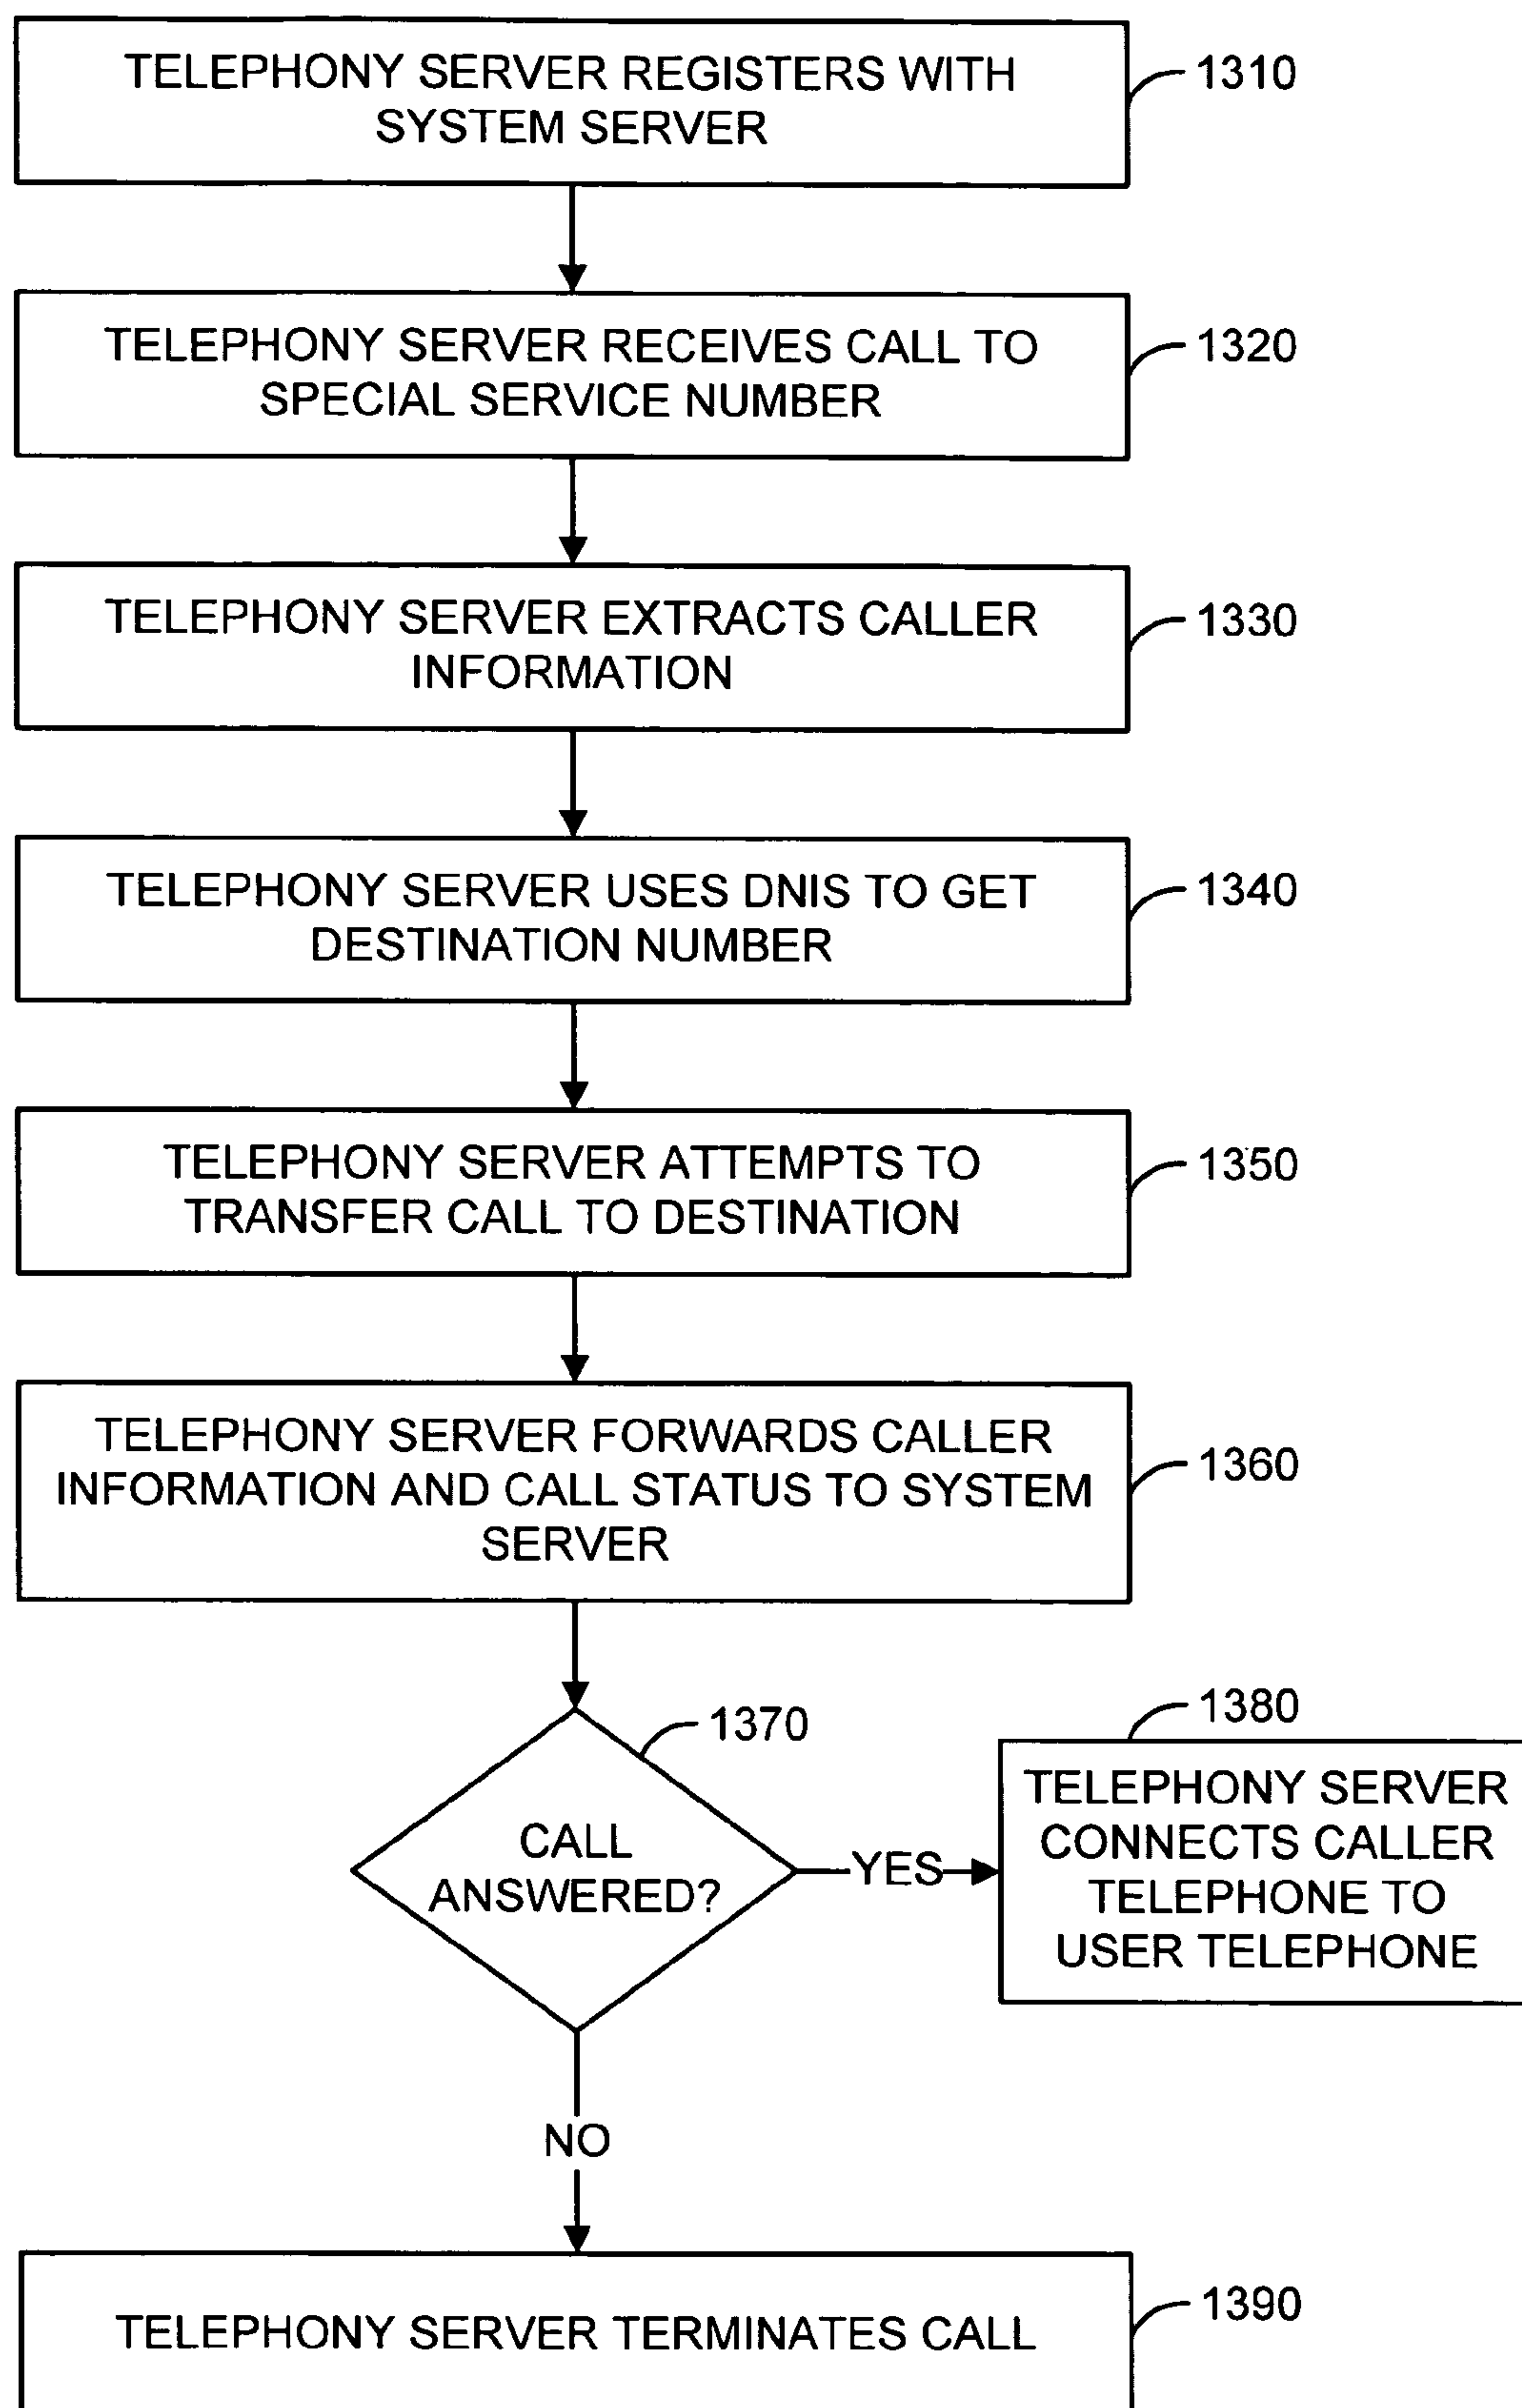 TELEPHONY SERVER REGISTERS WITH
SYSTEM SERVER
1310
TELEPHONY SERVER RECEIVES CALL TO
SPECIAL SERVICE NUMBER
1320
TELEPHONY SERVER EXTRACTS CALLER
INFORMATION
1330
TELEPHONY SERVER USES DNIS TO GET
DESTINATION NUMBER
1340
TELEPHONY SERVER ATTEMPTS TO
TRANSFER CALL TO DESTINATION
1350
TELEPHONY SERVER FORWARDS CALLER
INFORMATION AND CALL STATUS TO SYSTEM
SERVER
1360
1370
CALL
ANSWERED?
YES
1380
TELEPHONY SERVER
CONNECTS CALLER
TELEPHONE TO
USER TELEPHONE
NO
TELEPHONY SERVER TERMINATES CALL
1390